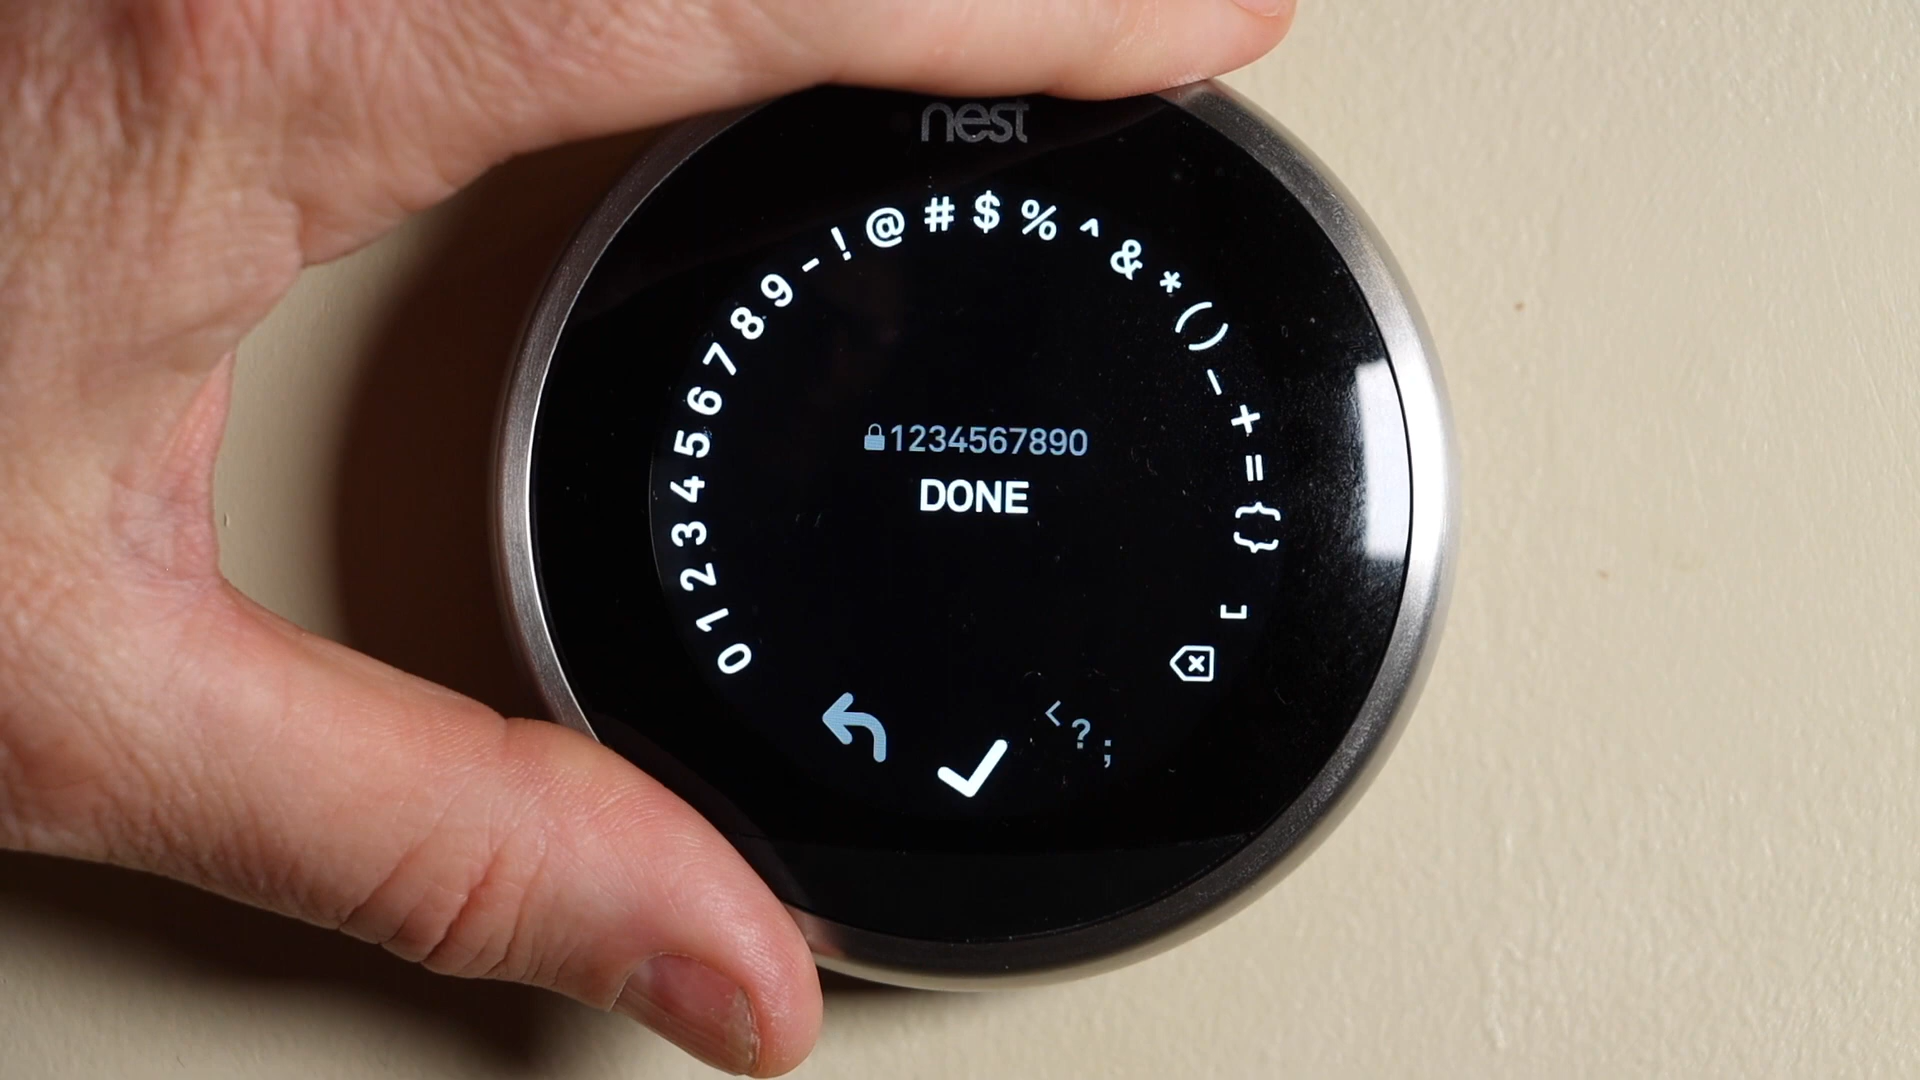 nest
0 1 2 3 4 5 6 7 8 9 - ! @ # $ % ^ & * ( ) - + = { }
1234567890
DONE
< ? ;